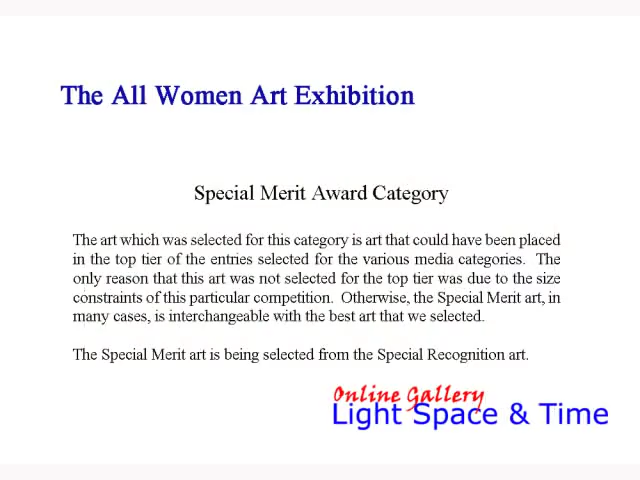 The All Women Art Exhibition
Special Merit Award Category
The art which was selected for this category is art that could have been placed
in the top tier of the entries selected for the various media categories.  The
only reason that this art was not selected for the top tier was due to the size
constraints of this particular competition.  Otherwise, the Special Merit art, in
many cases, is interchangeable with the best art that we selected.
The Special Merit art is being selected from the Special Recognition art.
Online Gallery
Light Space & Time